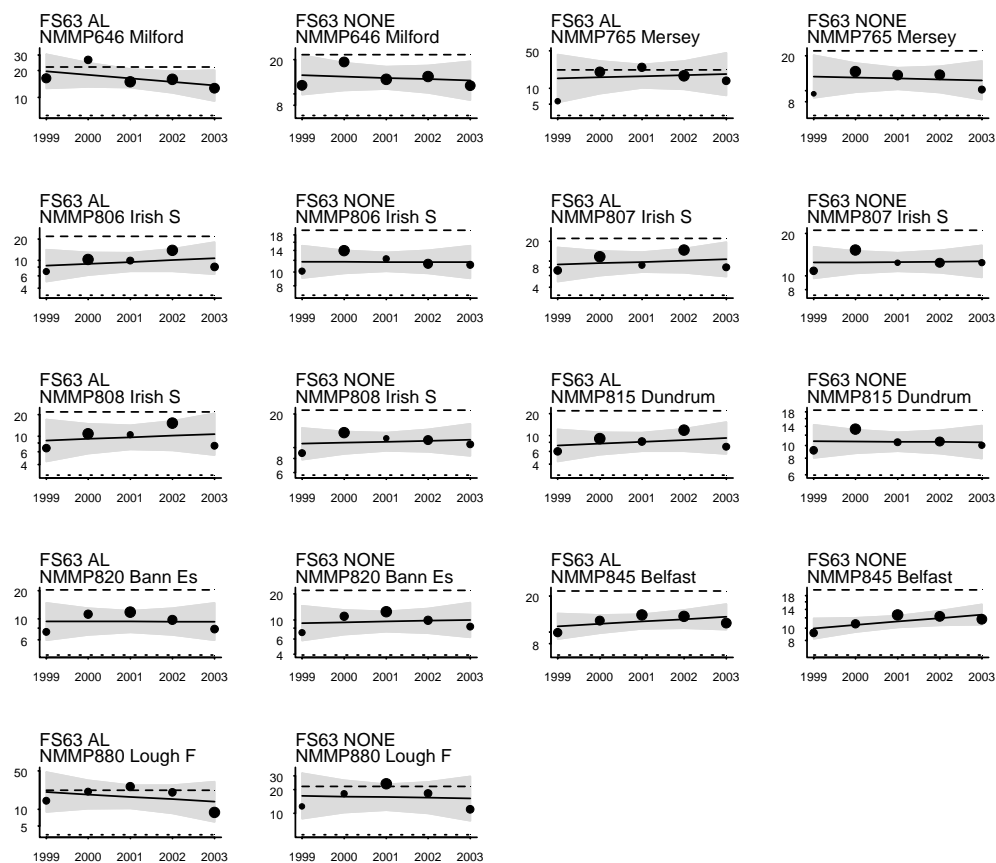 FS63 AL
NMMP646 Milford
30
20
10
1999 2000 2001 2002 2003
FS63 NONE
NMMP646 Milford
20
8
1999 2000 2001 2002 2003
FS63 AL
NMMP765 Mersey
50
10
5
1999 2000 2001 2002 2003
FS63 NONE
NMMP765 Mersey
20
8
1999 2000 2001 2002 2003
FS63 AL
NMMP806 Irish S
20
10
6
4
1999 2000 2001 2002 2003
FS63 NONE
NMMP806 Irish S
18
14
10
8
1999 2000 2001 2002 2003
FS63 AL
NMMP807 Irish S
20
8
4
1999 2000 2001 2002 2003
FS63 NONE
NMMP807 Irish S
20
10
8
1999 2000 2001 2002 2003
FS63 AL
NMMP808 Irish S
20
10
6
4
1999 2000 2001 2002 2003
FS63 NONE
NMMP808 Irish S
20
8
6
1999 2000 2001 2002 2003
FS63 AL
NMMP815 Dundrum
20
10
6
4
1999 2000 2001 2002 2003
FS63 NONE
NMMP815 Dundrum
18
14
10
8
6
1999 2000 2001 2002 2003
FS63 AL
NMMP820 Bann Es
20
10
6
1999 2000 2001 2002 2003
FS63 NONE
NMMP820 Bann Es
20
10
6
4
1999 2000 2001 2002 2003
FS63 AL
NMMP845 Belfast
20
8
1999 2000 2001 2002 2003
FS63 NONE
NMMP845 Belfast
18
14
10
8
1999 2000 2001 2002 2003
FS63 AL
NMMP880 Lough F
50
10
5
1999 2000 2001 2002 2003
FS63 NONE
NMMP880 Lough F
30
20
10
1999 2000 2001 2002 2003